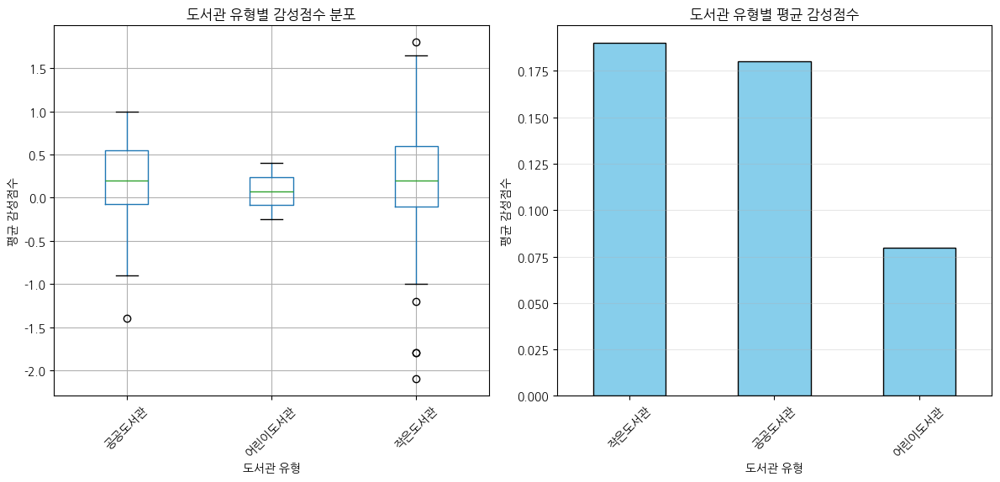 도서관 유형별 감성점수 분포
평균 감성점수
1.5
1.0
0.5
0.0
-0.5
-1.0
-1.5
-2.0
공공도서관
어린이도서관
작은도서관
도서관 유형
도서관 유형별 평균 감성점수
평균 감성점수
0.175
0.150
0.125
0.100
0.075
0.050
0.025
0.000
작은도서관
공공도서관
어린이도서관
도서관 유형